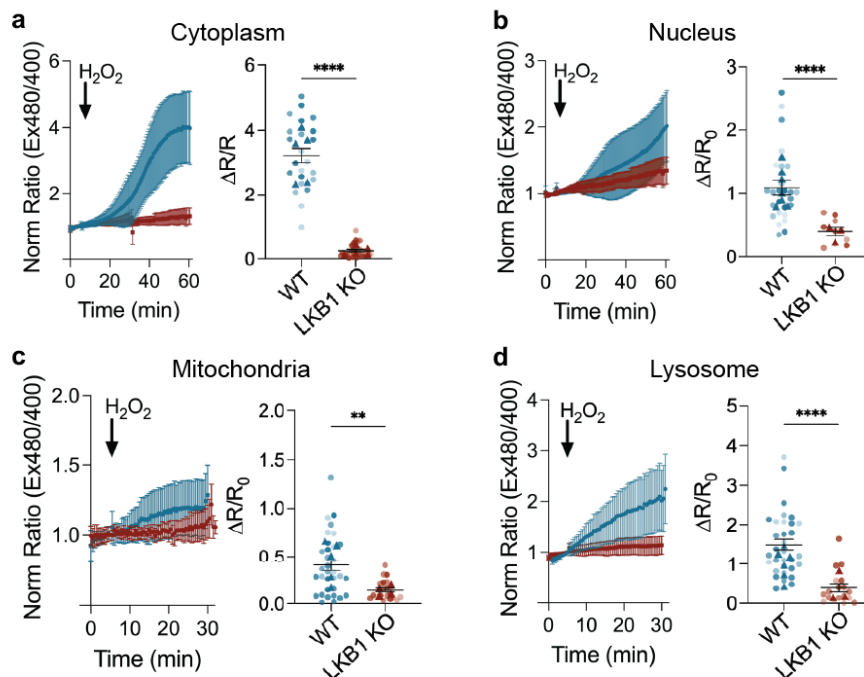 a
Cytoplasm
Norm Ratio (Ex480/400)
6
4
2
H₂O₂
0 20 40 60
Time (min)
ΔR/R
6
4
2
0
****
WT
LKB1 KO
b
Nucleus
Norm Ratio (Ex480/400)
3
2
1
H₂O₂
0 20 40 60
Time (min)
ΔR/R₀
3
2
1
0
****
WT
LKB1 KO
c
Mitochondria
Norm Ratio (Ex480/400)
2.0
1.5
1.0
H₂O₂
0 10 20 30
Time (min)
ΔR/R₀
2.0
1.5
1.0
0.5
0.0
**
WT
LKB1 KO
d
Lysosome
Norm Ratio (Ex480/400)
4
3
2
1
H₂O₂
0 10 20 30
Time (min)
ΔR/R₀
5
4
3
2
1
0
****
WT
LKB1 KO